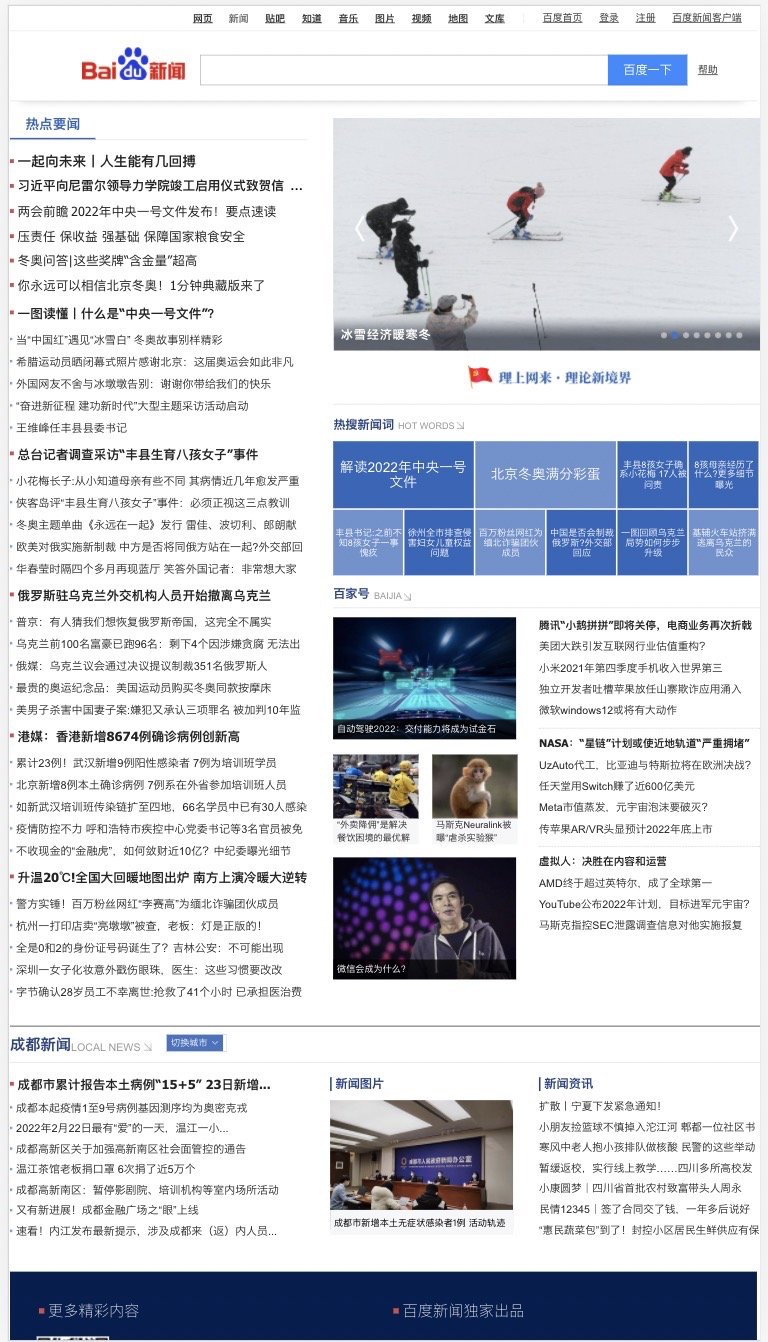 网页 新闻 贴吧 知道 音乐 图片 视频 地图 文库 百度首页 登录 注册 百度新闻客户端
Bai du 新闻 百度一下 帮助
热点要闻
一起向未来丨人生能有几回搏
习近平向尼雷尔领导力学院竣工启用仪式致贺信 ...
两会前瞻 2022年中央一号文件发布！要点速读
压责任 保收益 强基础 保障国家粮食安全
冬奥问答|这些奖牌“含金量”超高
你永远可以相信北京冬奥！1分钟典藏版来了
一图读懂丨什么是“中央一号文件”?
当“中国红”遇见“冰雪白” 冬奥故事别样精彩
希腊运动员晒闭幕式照片感谢北京：这届奥运会如此非凡
外国网友不舍与冰墩墩告别：谢谢你带给我们的快乐
“奋进新征程 建功新时代”大型主题采访活动启动
王维峰任丰县县委书记
总台记者调查采访“丰县生育八孩女子”事件
小花梅长子:从小知道母亲有些不同 其病情近几年愈发严重
侠客岛评“丰县生育八孩女子”事件：必须正视这三点教训
冬奥主题单曲《永远在一起》发行 雷佳、波切利、郎朗献
欧美对俄实施新制裁 中方是否将同俄方站在一起?外交部回
华春莹时隔四个多月再现蓝厅 笑答外国记者：非常想大家
俄罗斯驻乌克兰外交机构人员开始撤离乌克兰
普京：有人猜我们想恢复俄罗斯帝国，这完全不属实
乌克兰前100名富豪已跑96名：剩下4个因涉嫌贪腐 无法出
俄媒：乌克兰议会通过决议提议制裁351名俄罗斯人
最贵的奥运纪念品：美国运动员购买冬奥同款按摩床
美男子杀害中国妻子案:嫌犯又承认三项罪名 被加判10年监
港媒：香港新增8674例确诊病例创新高
累计23例！武汉新增9例阳性感染者 7例为培训班学员
北京新增8例本土确诊病例 7例系在外省参加培训班人员
如新武汉培训班传染链扩至四地，66名学员中已有30人感染
疫情防控不力 呼和浩特市疾控中心党委书记等3名官员被免
不收现金的“金融虎”，如何敛财近10亿？中纪委曝光细节
升温20℃!全国大回暖地图出炉 南方上演冷暖大逆转
警方实锤！百万粉丝网红“李赛高”为缅北诈骗团伙成员
杭州一打印店卖“亮墩墩”被查，老板：灯是正版的！
全是0和2的身份证号码诞生了？吉林公安：不可能出现
深圳一女子化妆意外戳伤眼珠，医生：这些习惯要改改
字节确认28岁员工不幸离世:抢救了41个小时 已承担医治费
冰雪经济暖寒冬
理上网来·理论新境界
热搜新闻词 HOT WORDS
解读2022年中央一号
文件
北京冬奥满分彩蛋
丰县8孩女子确
系小花梅 17人被
问责
8孩母亲经历了
什么?更多细节
曝光
丰县书记:之前不
知8孩女子一事
愧疚
徐州全市排查侵
害妇女儿童权益
问题
百万粉丝网红为
缅北诈骗团伙
成员
中国是否会制裁
俄罗斯?外交部
回应
一图回顾乌克兰
局势如何步步
升级
基辅火车站挤满
逃离乌克兰的
民众
百家号 BAIJIA
自动驾驶2022：交付能力将成为试金石
“外卖降佣”是解决
餐饮困境的最优解
马斯克Neuralink被
曝“虐杀实验猴”
微信会成为什么？
腾讯“小鹅拼拼”即将关停，电商业务再次折戟
美团大跌引发互联网行业估值重构?
小米2021年第四季度手机收入世界第三
独立开发者吐槽苹果放任山寨欺诈应用涌入
微软windows12或将有大动作
NASA：“星链”计划或使近地轨道“严重拥堵”
UzAuto代工，比亚迪与特斯拉将在欧洲决战?
任天堂用Switch赚了近600亿美元
Meta市值蒸发，元宇宙泡沫要破灭?
传苹果AR/VR头显预计2022年底上市
虚拟人：决胜在内容和运营
AMD终于超过英特尔，成了全球第一
YouTube公布2022年计划，目标进军元宇宙?
马斯克指控SEC泄露调查信息对他实施报复
成都新闻 LOCAL NEWS 切换城市
成都市累计报告本土病例“15+5” 23日新增...
成都本起疫情1至9号病例基因测序均为奥密克戎
2022年2月22日最有“爱”的一天，温江一小...
成都高新区关于加强高新南区社会面管控的通告
温江茶馆老板捐口罩 6次捐了近5万个
成都高新南区：暂停影剧院、培训机构等室内场所活动
又有新进展！成都金融广场之“眼”上线
速看！内江发布最新提示，涉及成都来（返）内人员...
新闻图片
成都市人民政府新闻办公室
成都市新增本土无症状感染者1例 活动轨迹
新闻资讯
扩散丨宁夏下发紧急通知！
小朋友捡篮球不慎掉入沱江河 郫都一位社区书
寒风中老人抱小孩排队做核酸 民警的这些举动
暂缓返校，实行线上教学……四川多所高校发
小康圆梦｜四川省首批农村致富带头人周永
民情12345｜签了合同交了钱，一年多后说好
“惠民蔬菜包”到了！封控小区居民生鲜供应有保
更多精彩内容 百度新闻独家出品